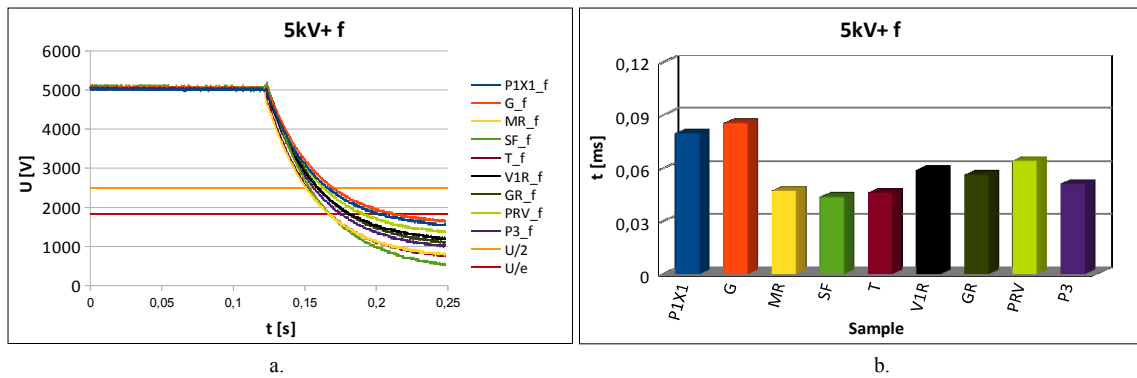 5kV+ f
6000
5000
4000
3000
2000
1000
0
U [V]
0
0,05
0,1
0,15
0,2
0,25
t [s]
P1X1_f
G_f
MR_f
SF_f
T_f
V1R_f
GR_f
PRV_f
P3_f
U/2
U/e
a.
5kV+ f
0,12
0,09
0,06
0,03
0
t [ms]
P1X1
G
MR
SF
T
V1R
GR
PRV
P3
Sample
b.